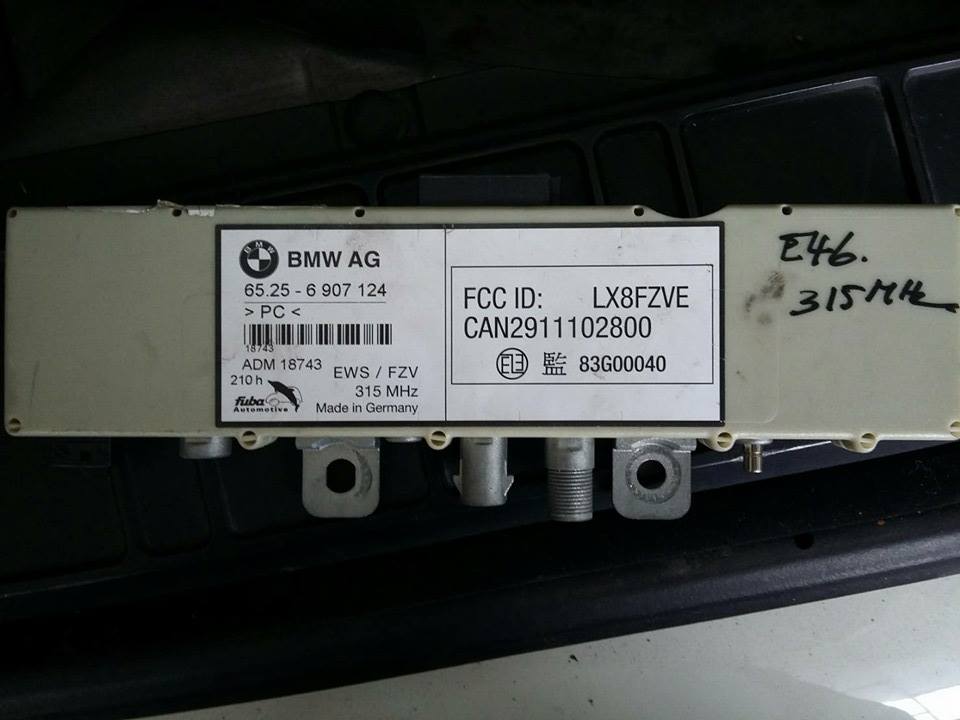 BMW
BMW AG
65.25 - 6 907 124
> PC <
18743
ADM 18743
210 h
EWS / FZV
315 MHz
fuba
Automotive
Made in Germany
FCC ID: LX8FZVE
CAN2911102800
監 83G00040
E46.
315MHz